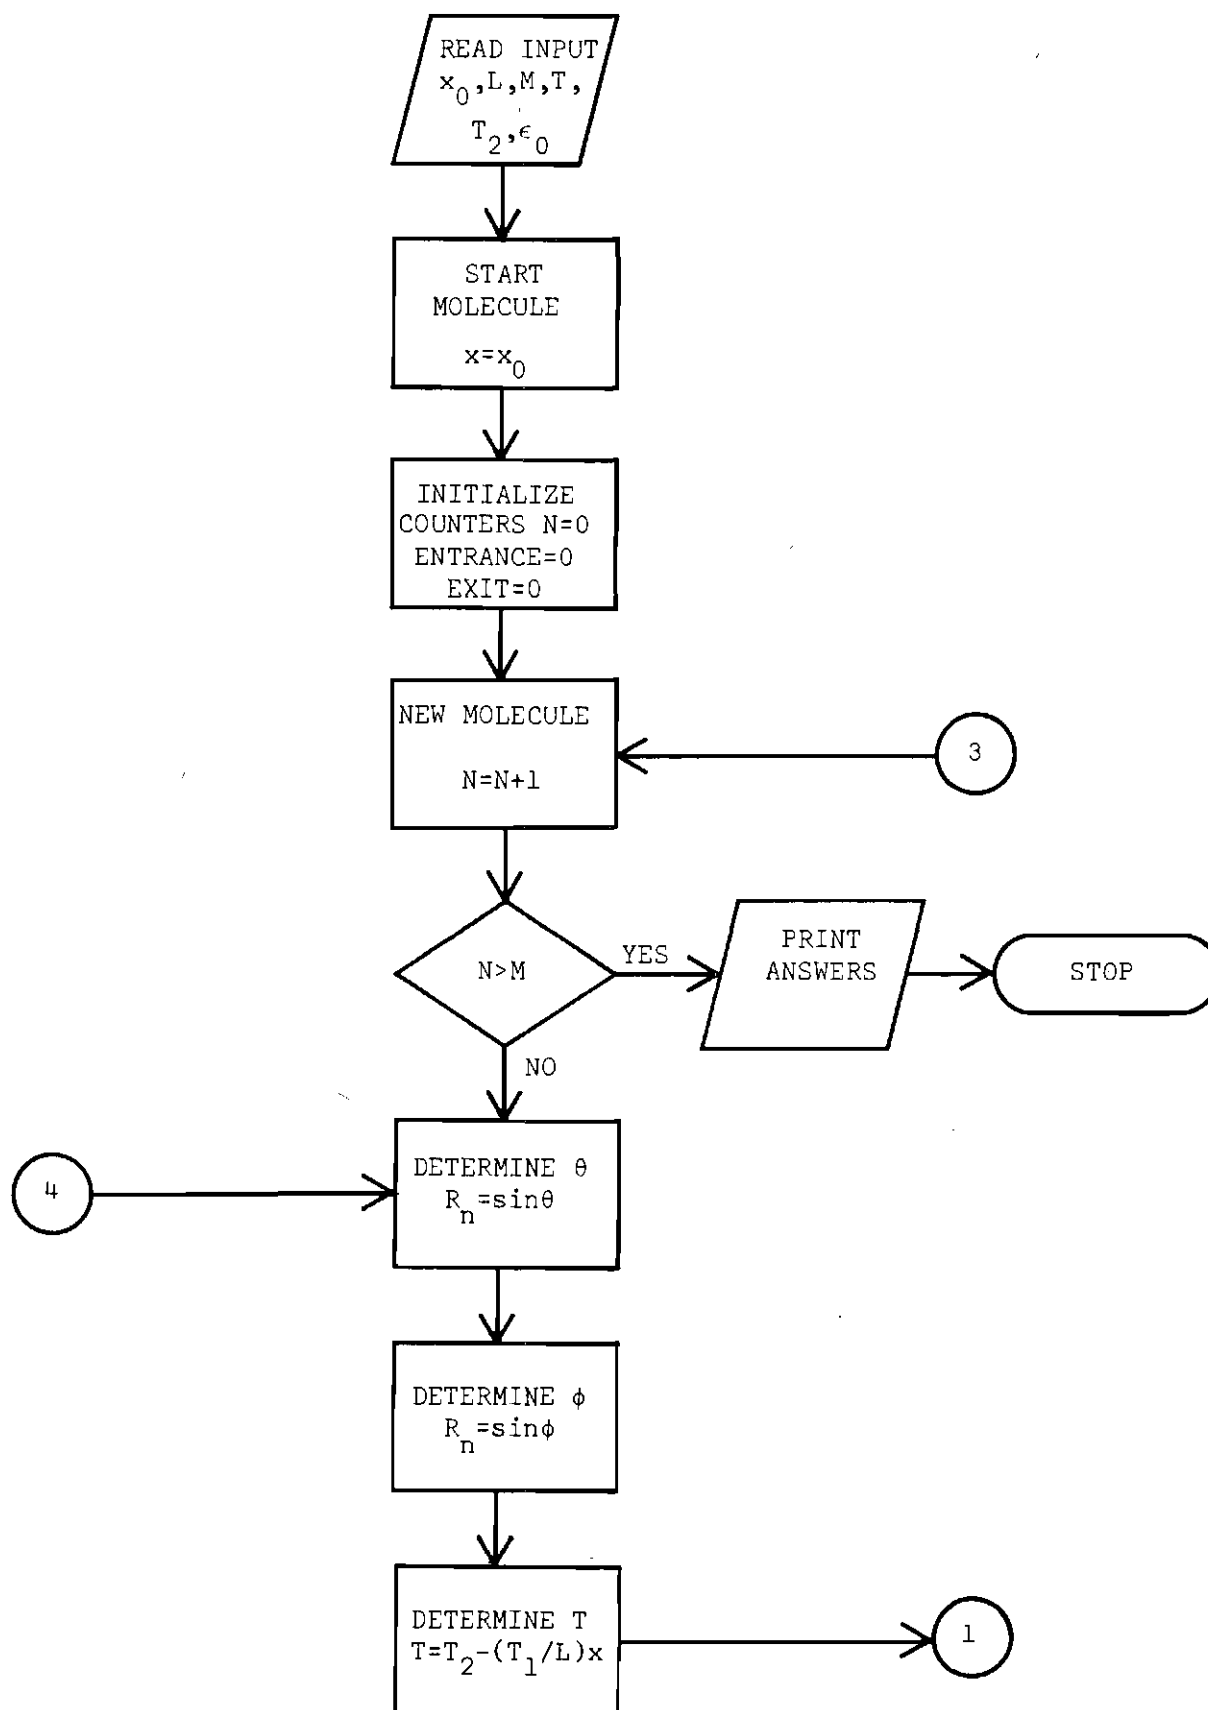 READ INPUT
x₀,L,M,T,
T₂,ϵ₀
START
MOLECULE
x=x₀
INITIALIZE
COUNTERS N=0
ENTRANCE=0
EXIT=0
NEW MOLECULE
N=N+1
3
N>M
YES
PRINT
ANSWERS
STOP
NO
4
DETERMINE θ
Rₙ=sinθ
DETERMINE ϕ
Rₙ=sinϕ
DETERMINE T
T=T₂-(T₁/L)x
1